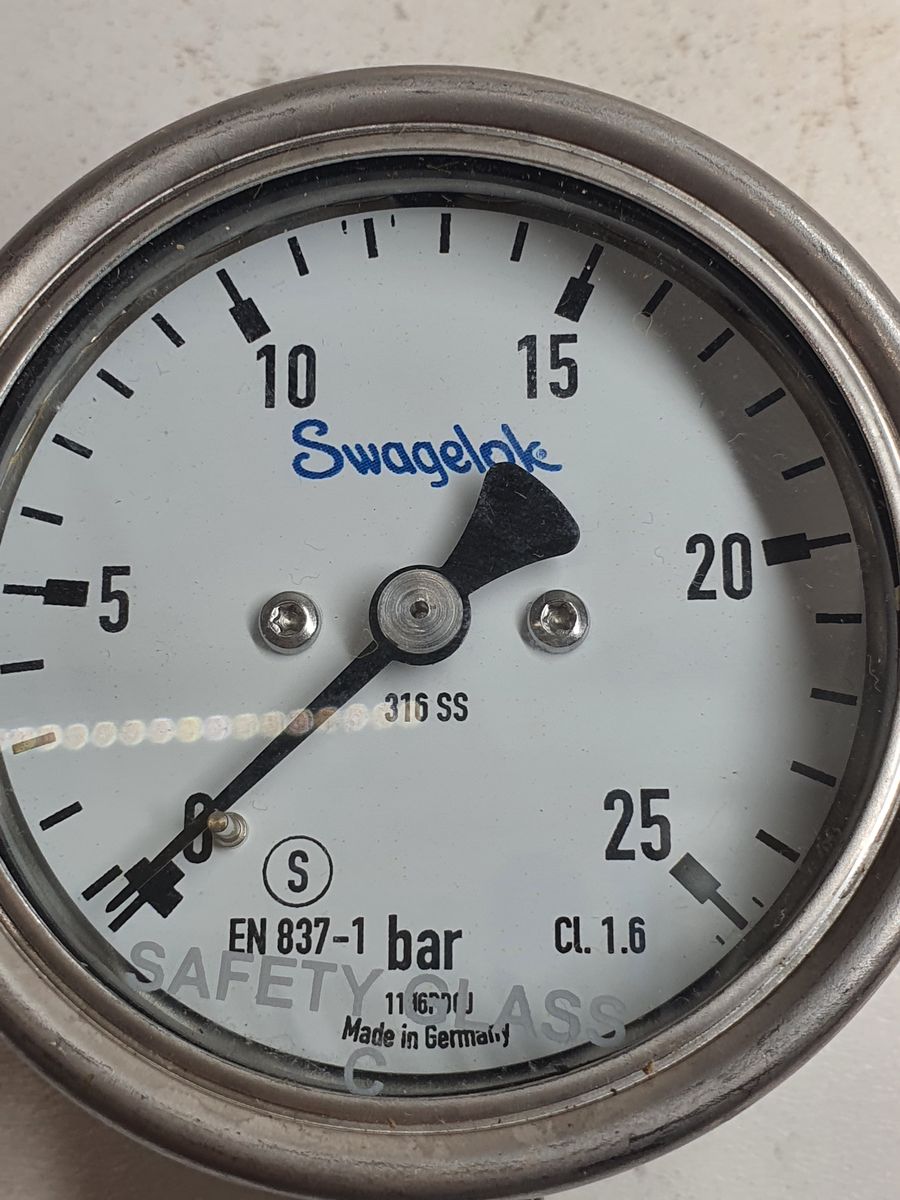 10
15
Swagelok®
5
20
316 SS
0
25
S
EN 837-1 bar Cl. 1.6
SAFETY GLASS
Made in Germany
C